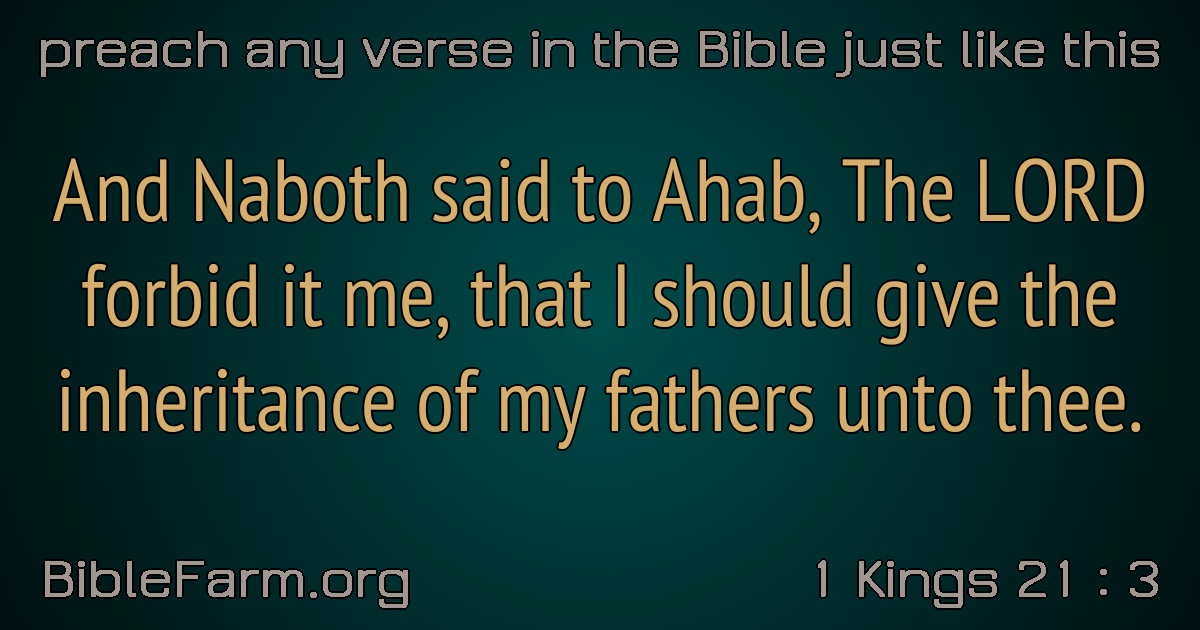 preach any verse in the Bible just like this
And Naboth said to Ahab, The LORD
forbid it me, that I should give the
inheritance of my fathers unto thee.
BibleFarm.org
1 Kings 21 : 3